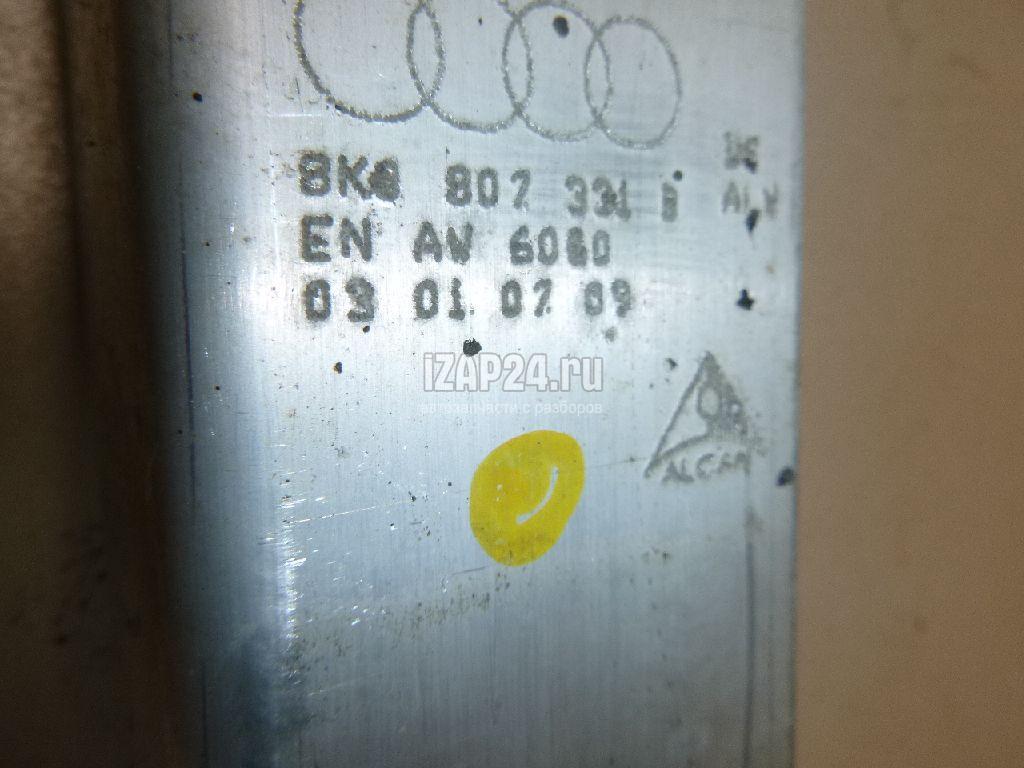 8K0 807 331 B
EN AW 6060
03 01 07 09
iZAP24.ru
автозапчасти с разборов
ALCAN